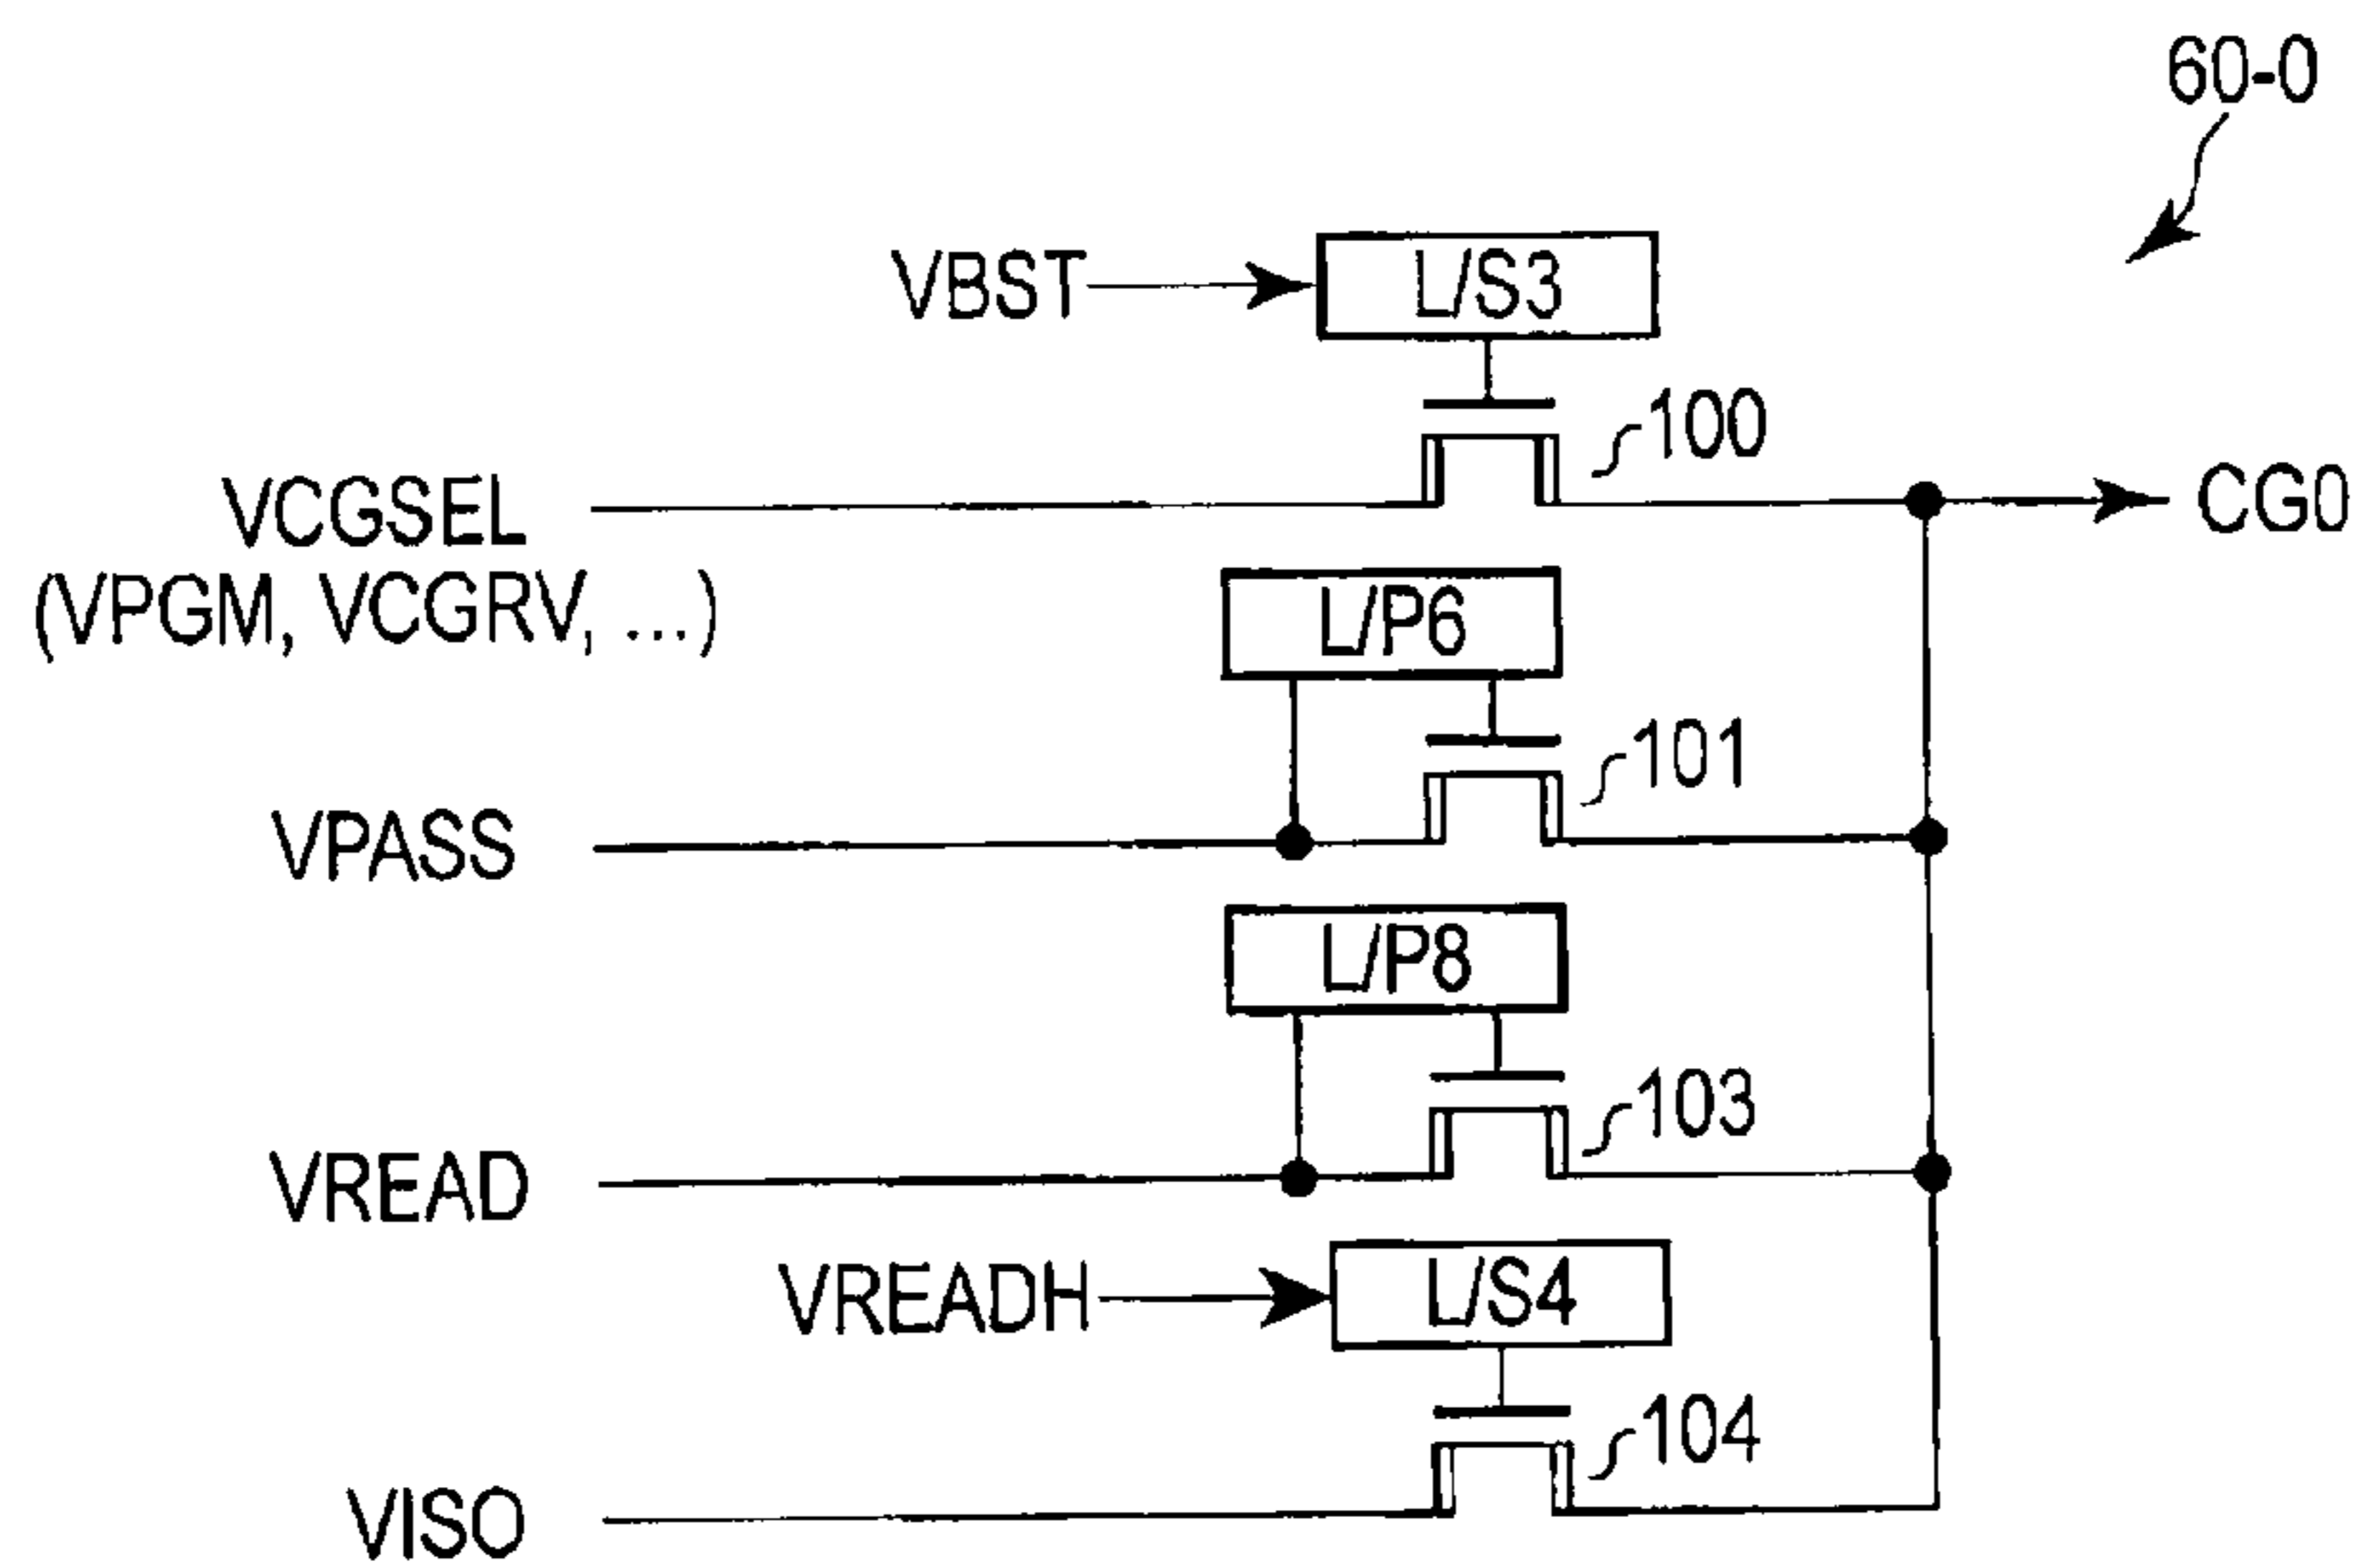 60-0
VBST
L/S3
100
VCGSEL
(VPGM, VCGRV, ...)
CG0
L/P6
101
VPASS
L/P8
103
VREAD
VREADH
L/S4
104
VISO